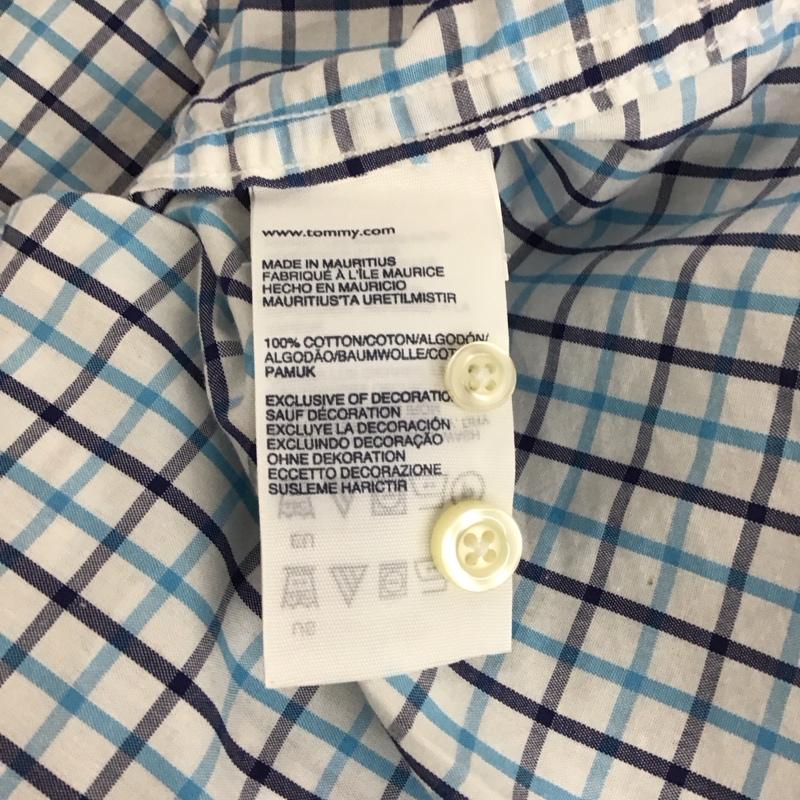 www.tommy.com
MADE IN MAURITIUS
FABRIQUÉ À L'ÎLE MAURICE
HECHO EN MAURICIO
MAURITIUS'TA URETILMISTIR
100% COTTON/COTON/ALGODÓN/
ALGODÃO/BAUMWOLLE/COT
PAMUK
EXCLUSIVE OF DECORATIO
SAUF DÉCORATION
EXCLUYE LA DECORACIÓN
EXCLUINDO DECORAÇÃO
OHNE DEKORATION
ECCETTO DECORAZIONE
SUSLEME HARICTIR